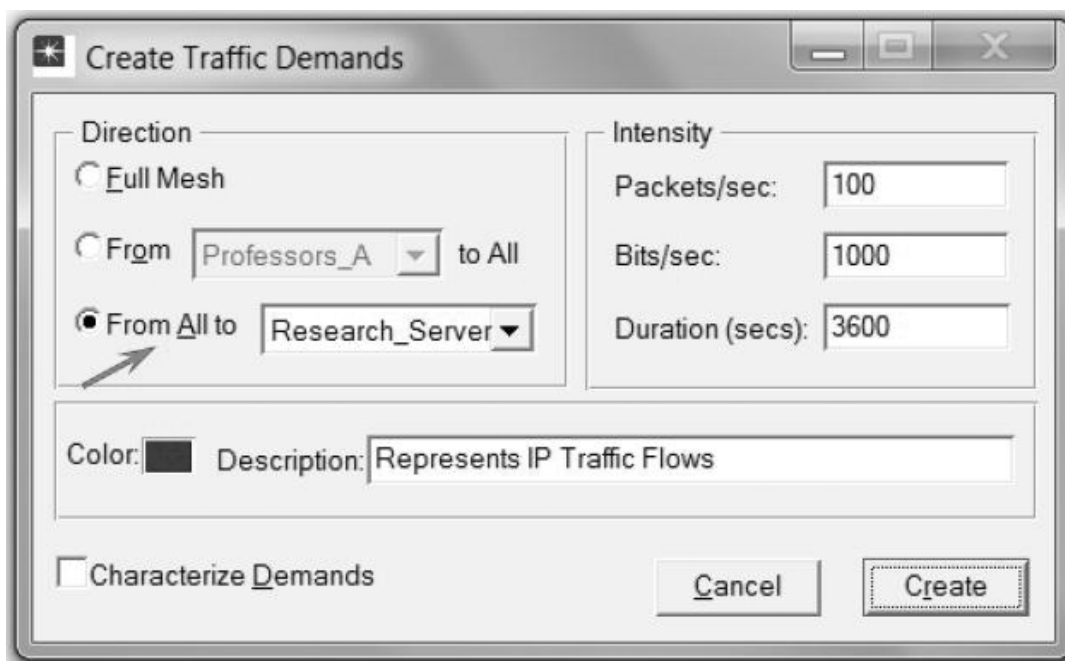 Create Traffic Demands
Direction
Full Mesh
From Professors_A to All
From All to Research_Server
Intensity
Packets/sec: 100
Bits/sec: 1000
Duration (secs): 3600
Color: Description: Represents IP Traffic Flows
Characterize Demands
Cancel Create